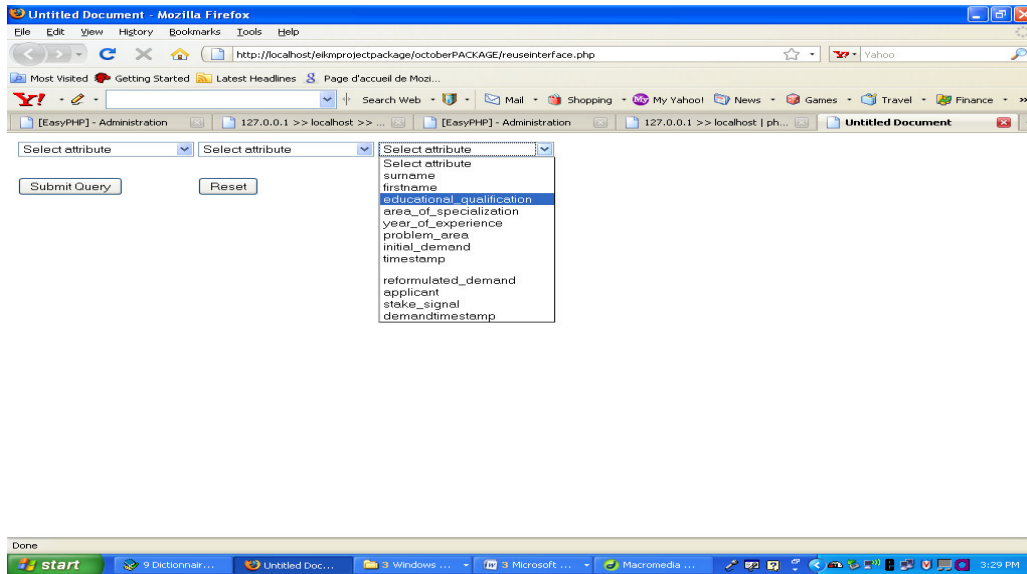 Untitled Document - Mozilla Firefox
File Edit View History Bookmarks Tools Help
http://localhost/eikmprojectpackage/octoberPACKAGE/reuseinterface.php
Yahoo
Most Visited Getting Started Latest Headlines Page d'accueil de Mozi...
Y! Search Web Mail Shopping My Yahoo! News Games Travel Finance
[EasyPHP] - Administration 127.0.0.1 >> localhost >> ... [EasyPHP] - Administration 127.0.0.1 >> localhost | ph... Untitled Document
Select attribute Select attribute Select attribute
Select attribute
surname
firstname
educational_qualification
area_of_specialization
year_of_experience
problem_area
initial_demand
timestamp
reformulated_demand
applicant
stake_signal
demandtimestamp
Submit Query Reset
Done
start 9 Dictionnair... Untitled Doc... 3 Windows ... 3 Microsoft ... Macromedia ... 3:29 PM